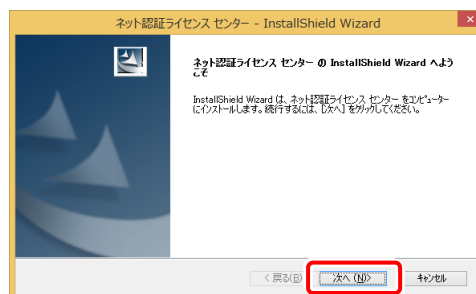 ネット認証ライセンス センター - InstallShield Wizard
ネット認証ライセンス センター の InstallShield Wizard へよう
こそ
InstallShield Wizard は、ネット認証ライセンス センター をコンピューター
にインストールします。続行するには、[次へ] をクリックしてください。
< 戻る(B) 次へ (N)> キャンセル